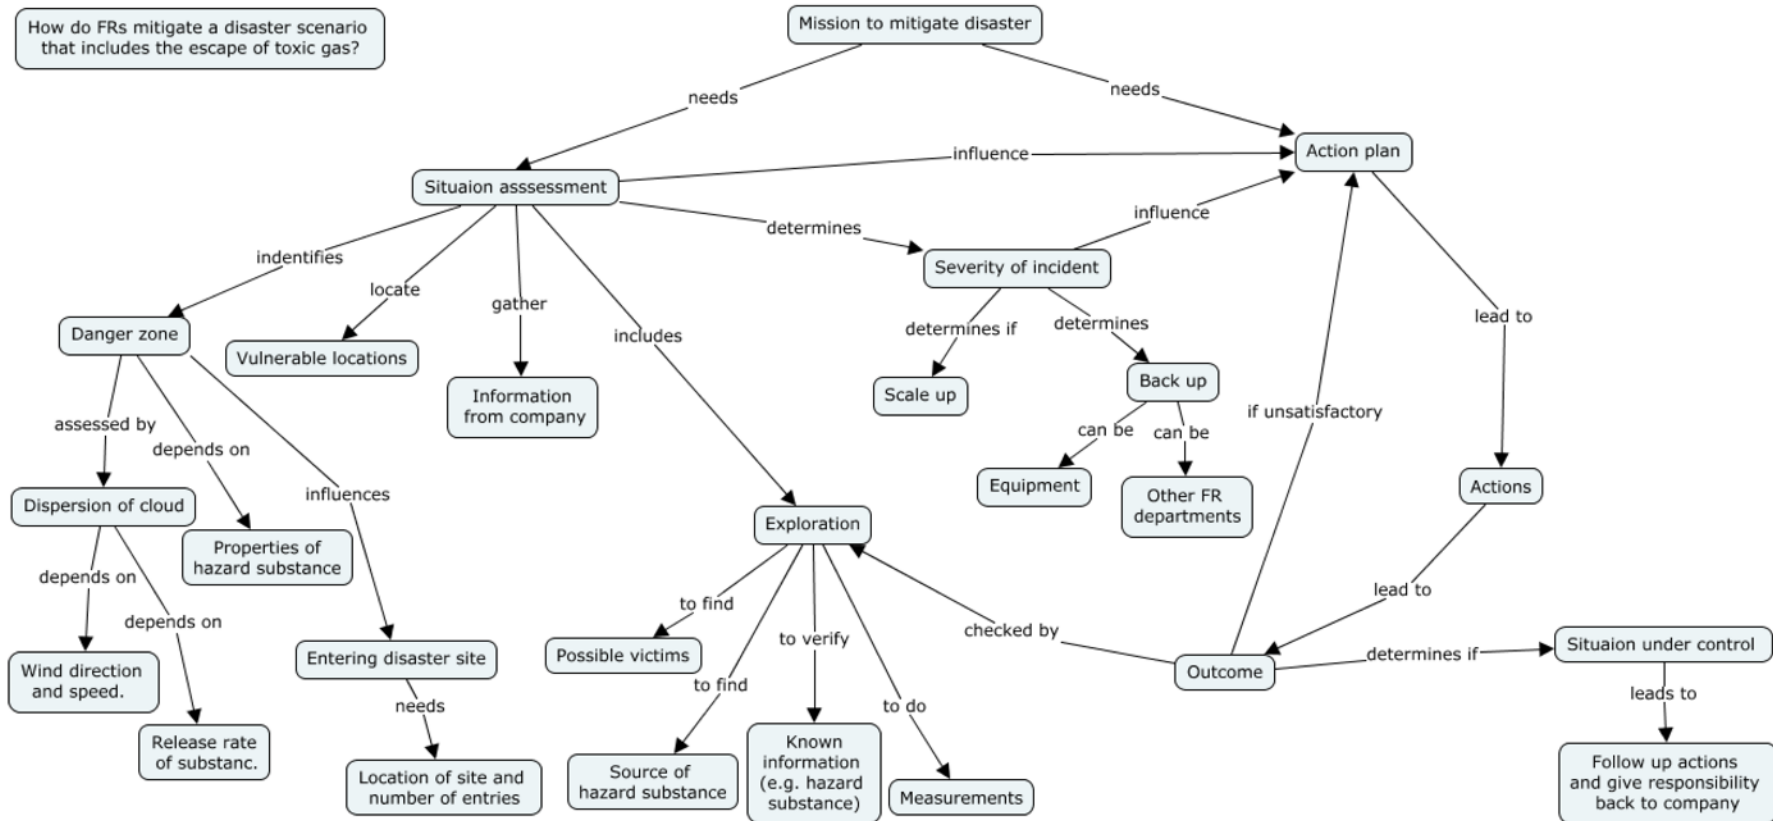 How do FRs mitigate a disaster scenario
that includes the escape of toxic gas?
Mission to mitigate disaster
needs
needs
Action plan
influence
Situaion asssessment
influence
determines
indentifies
Severity of incident
locate
gather
lead to
determines if
determines
Danger zone
includes
Vulnerable locations
Back up
Scale up
Information
from company
if unsatisfactory
assessed by
can be
can be
depends on
Equipment
Actions
influences
Other FR
departments
Dispersion of cloud
Exploration
Properties of
hazard substance
depends on
lead to
to find
depends on
checked by
to verify
Situaion under control
Possible victims
determines if
Entering disaster site
Wind direction
and speed.
Outcome
to find
leads to
needs
to do
Release rate
of substanc.
Known
information
(e.g. hazard
substance)
Location of site and
number of entries
Source of
hazard substance
Measurements
Follow up actions
and give responsibility
back to company